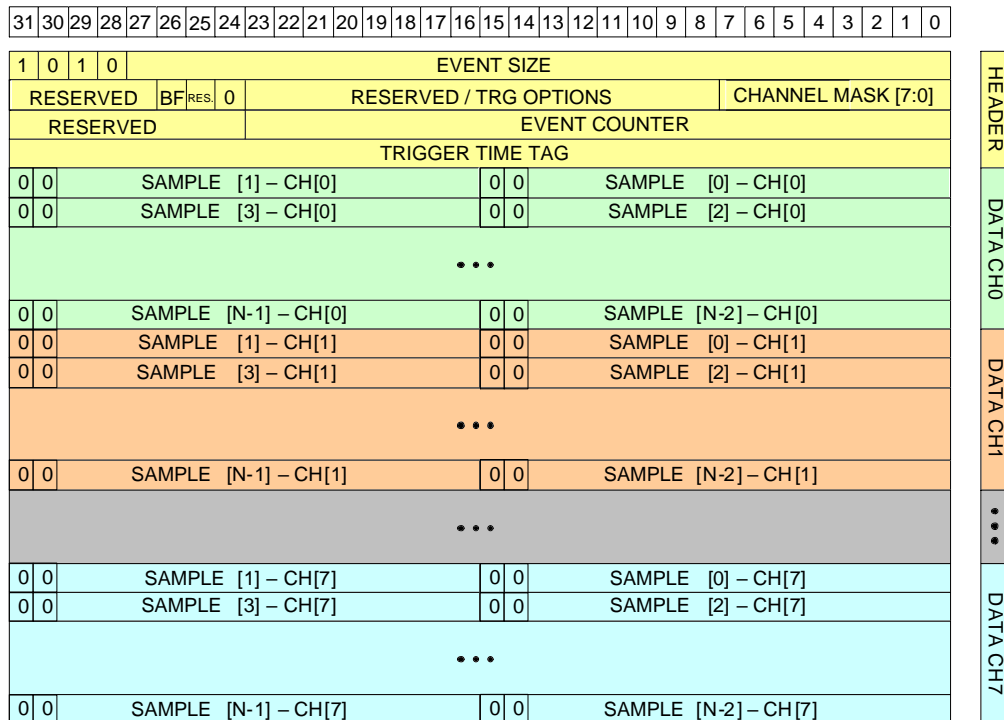 31 30 29 28 27 26 25 24 23 22 21 20 19 18 17 16 15 14 13 12 11 10 9 8 7 6 5 4 3 2 1 0
1 0 1 0 EVENT SIZE
RESERVED BF RES. 0 RESERVED / TRG OPTIONS CHANNEL MASK [7:0]
RESERVED EVENT COUNTER
TRIGGER TIME TAG
HEADER
0 0 SAMPLE [1] – CH[0] 0 0 SAMPLE [0] – CH[0]
0 0 SAMPLE [3] – CH[0] 0 0 SAMPLE [2] – CH[0]
• • •
0 0 SAMPLE [N-1] – CH[0] 0 0 SAMPLE [N-2] – CH[0]
DATA CH0
0 0 SAMPLE [1] – CH[1] 0 0 SAMPLE [0] – CH[1]
0 0 SAMPLE [3] – CH[1] 0 0 SAMPLE [2] – CH[1]
• • •
0 0 SAMPLE [N-1] – CH[1] 0 0 SAMPLE [N-2] – CH[1]
DATA CH1
• • •
• • •
0 0 SAMPLE [1] – CH[7] 0 0 SAMPLE [0] – CH[7]
0 0 SAMPLE [3] – CH[7] 0 0 SAMPLE [2] – CH[7]
• • •
0 0 SAMPLE [N-1] – CH[7] 0 0 SAMPLE [N-2] – CH[7]
DATA CH7